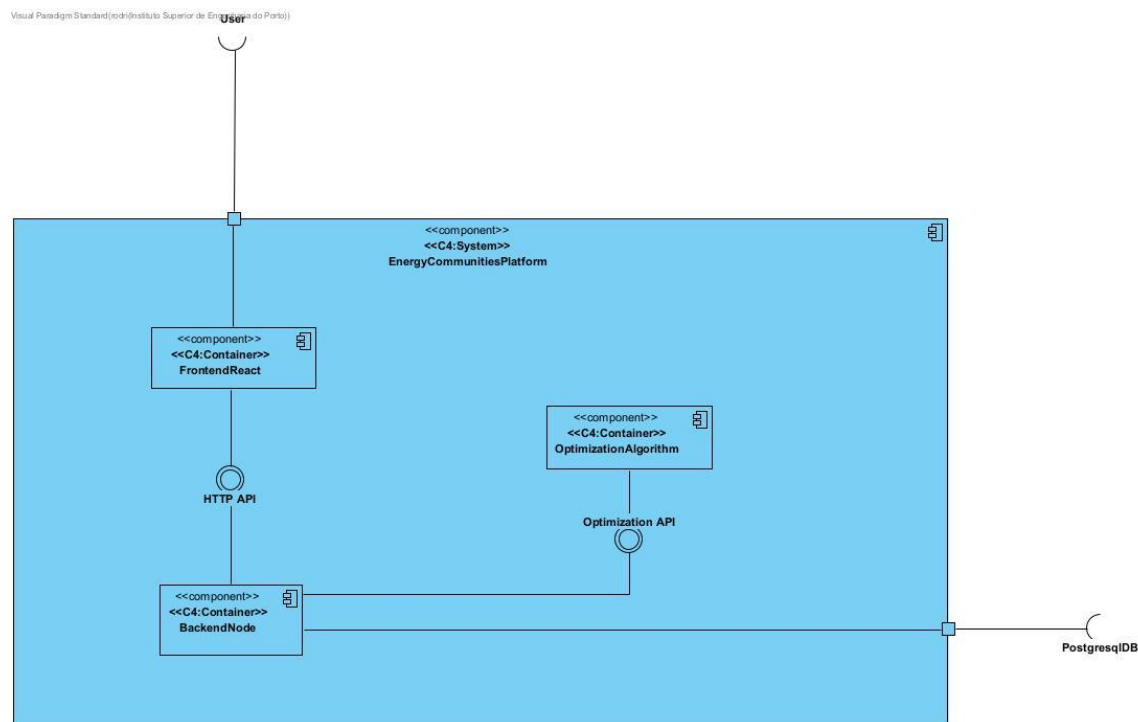 Visual Paradigm Standard(rodri(Instituto Superior de Engenharia do Porto))
User
<<component>>
<<C4:System>>
EnergyCommunitiesPlatform
<<component>>
<<C4:Container>>
FrontendReact
<<component>>
<<C4:Container>>
OptimizationAlgorithm
HTTP API
Optimization API
<<component>>
<<C4:Container>>
BackendNode
PostgresqlDB